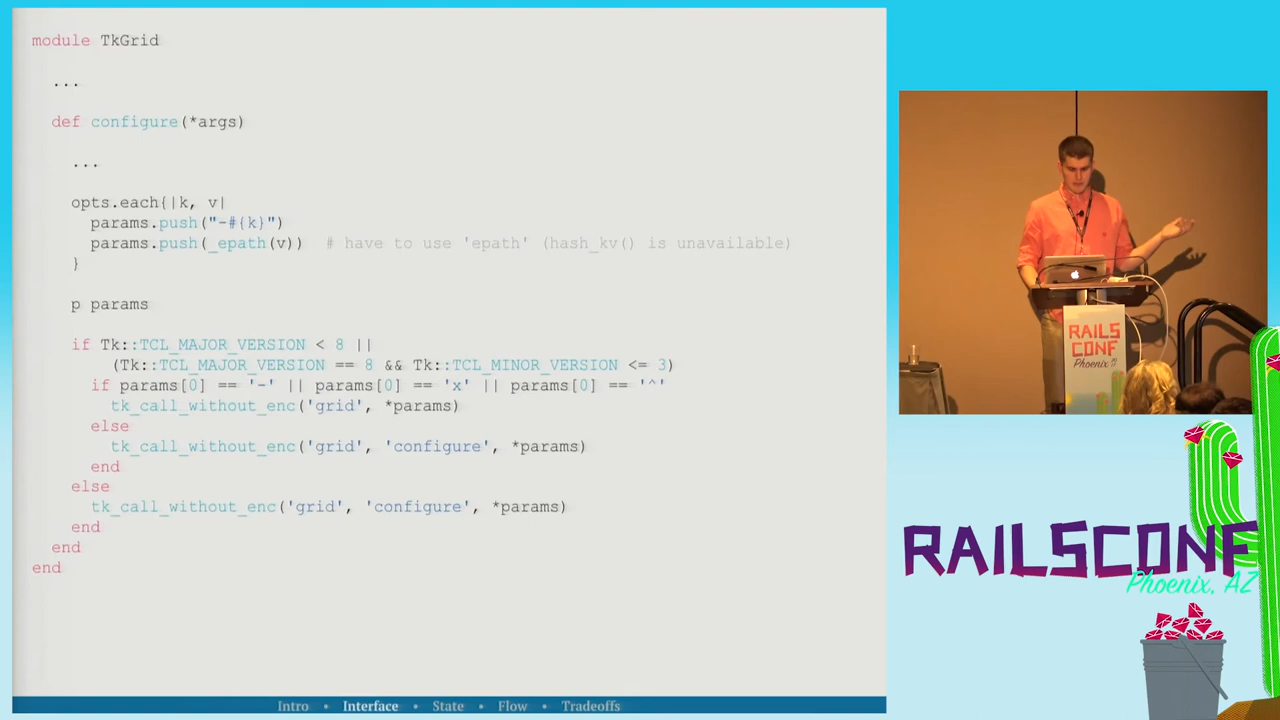 module TkGrid
...
def configure(*args)
...
opts.each{|k, v|
params.push("-#{k}")
params.push(_epath(v))  # have to use 'epath' (hash_kv() is unavailable)
}
p params
if Tk::TCL_MAJOR_VERSION < 8 ||
(Tk::TCL_MAJOR_VERSION == 8 && Tk::TCL_MINOR_VERSION <= 3)
if params[0] == '-' || params[0] == 'x' || params[0] == '^'
tk_call_without_enc('grid', *params)
else
tk_call_without_enc('grid', 'configure', *params)
end
else
tk_call_without_enc('grid', 'configure', *params)
end
end
end
Intro • Interface • State • Flow • Tradeoffs
RAILS
CONF
Phoenix, AZ
RAILSCONF
Phoenix, AZ